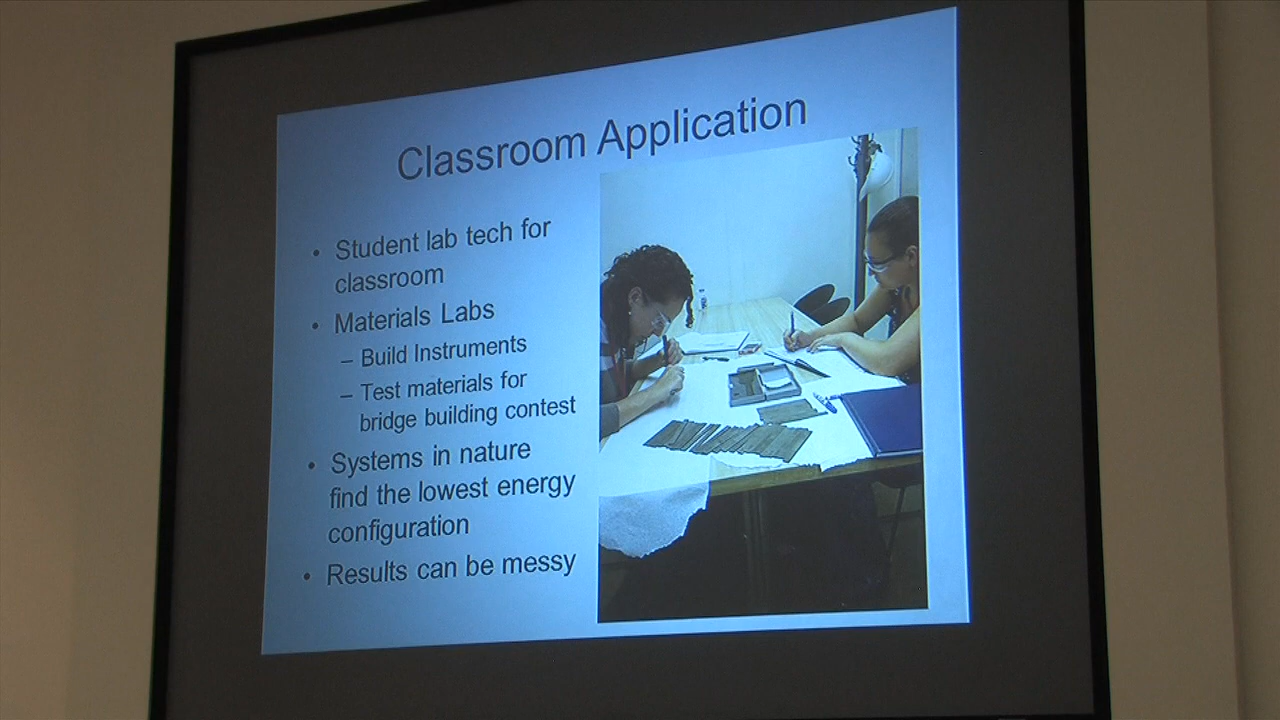 Classroom Application
• Student lab tech for
classroom
• Materials Labs
– Build Instruments
– Test materials for
bridge building contest
• Systems in nature
find the lowest energy
configuration
• Results can be messy